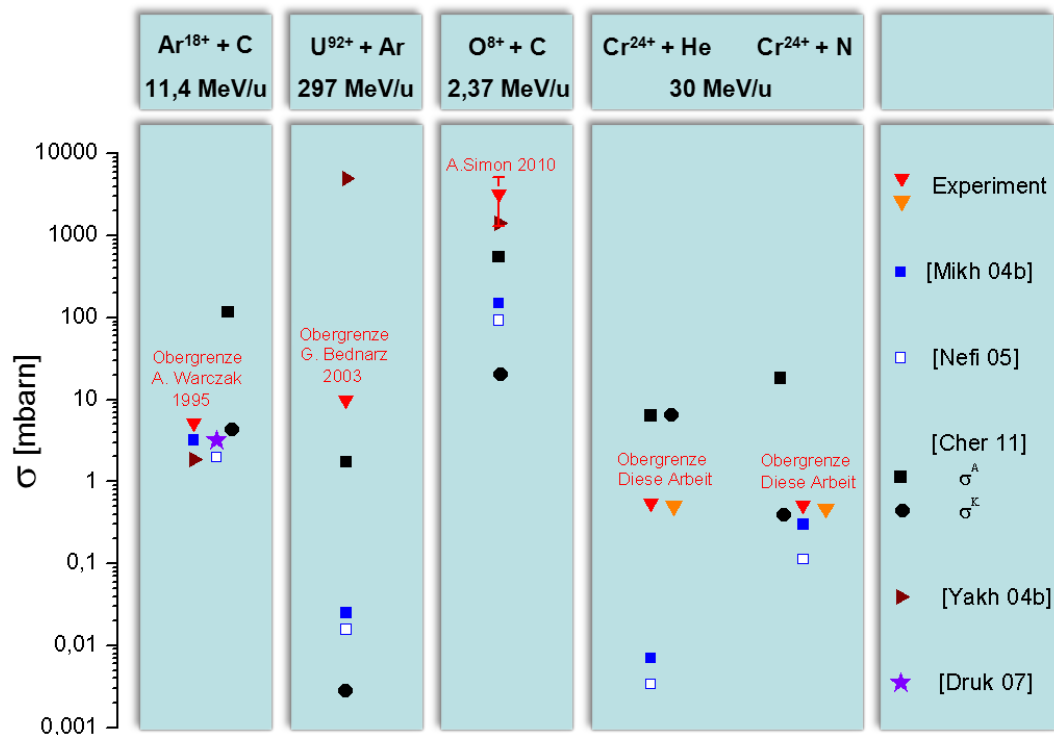 Ar¹⁸⁺ + C
11,4 MeV/u
U⁹²⁺ + Ar
297 MeV/u
O⁸⁺ + C
2,37 MeV/u
Cr²⁴⁺ + He
Cr²⁴⁺ + N
30 MeV/u
σ [mbarn]
10000
1000
100
10
1
0,1
0,01
0,001
Obergrenze
A. Warczak
1995
Obergrenze
G. Bednarz
2003
A.Simon 2010
Obergrenze
Diese Arbeit
Obergrenze
Diese Arbeit
Experiment
[Mikh 04b]
[Nefi 05]
[Cher 11]
σᴬ
σᴷ
[Yakh 04b]
[Druk 07]